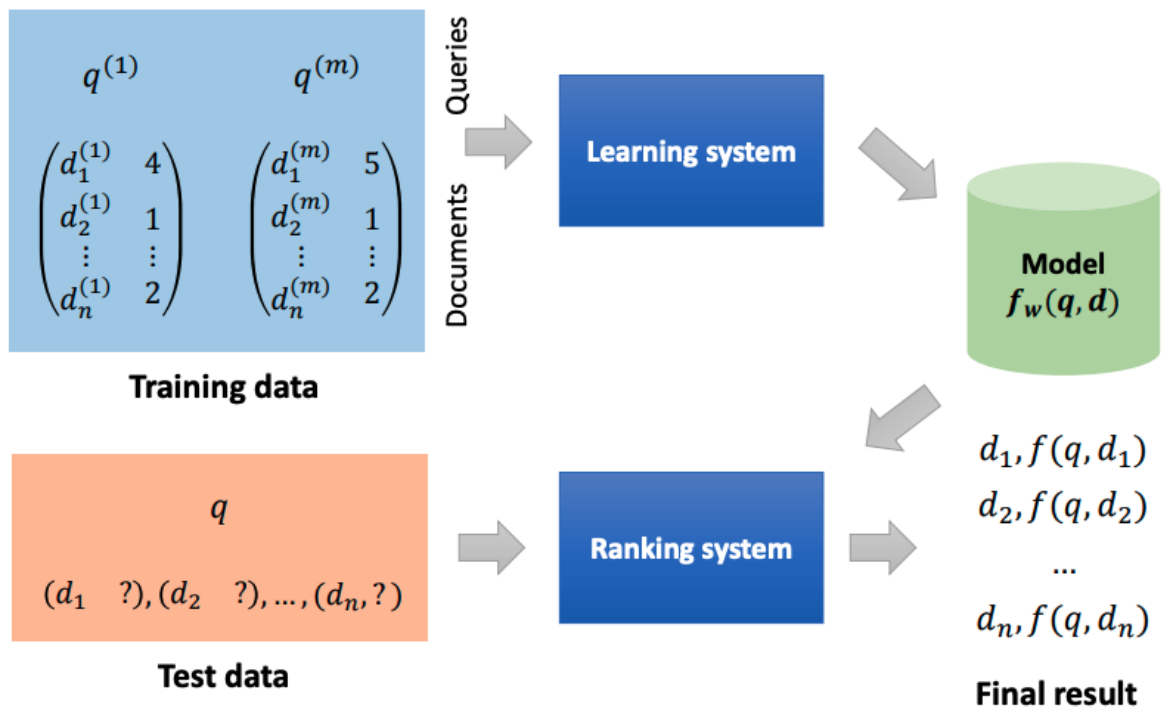 q^(1) q^(m)
d_1^(1) 4
d_2^(1) 1
⋮ ⋮
d_n^(1) 2
d_1^(m) 5
d_2^(m) 1
⋮ ⋮
d_n^(m) 2
Training data
Queries
Documents
Learning system
Model
f_w(q, d)
q
(d_1 ?), (d_2 ?), ..., (d_n, ?)
Test data
Ranking system
d_1, f(q, d_1)
d_2, f(q, d_2)
...
d_n, f(q, d_n)
Final result